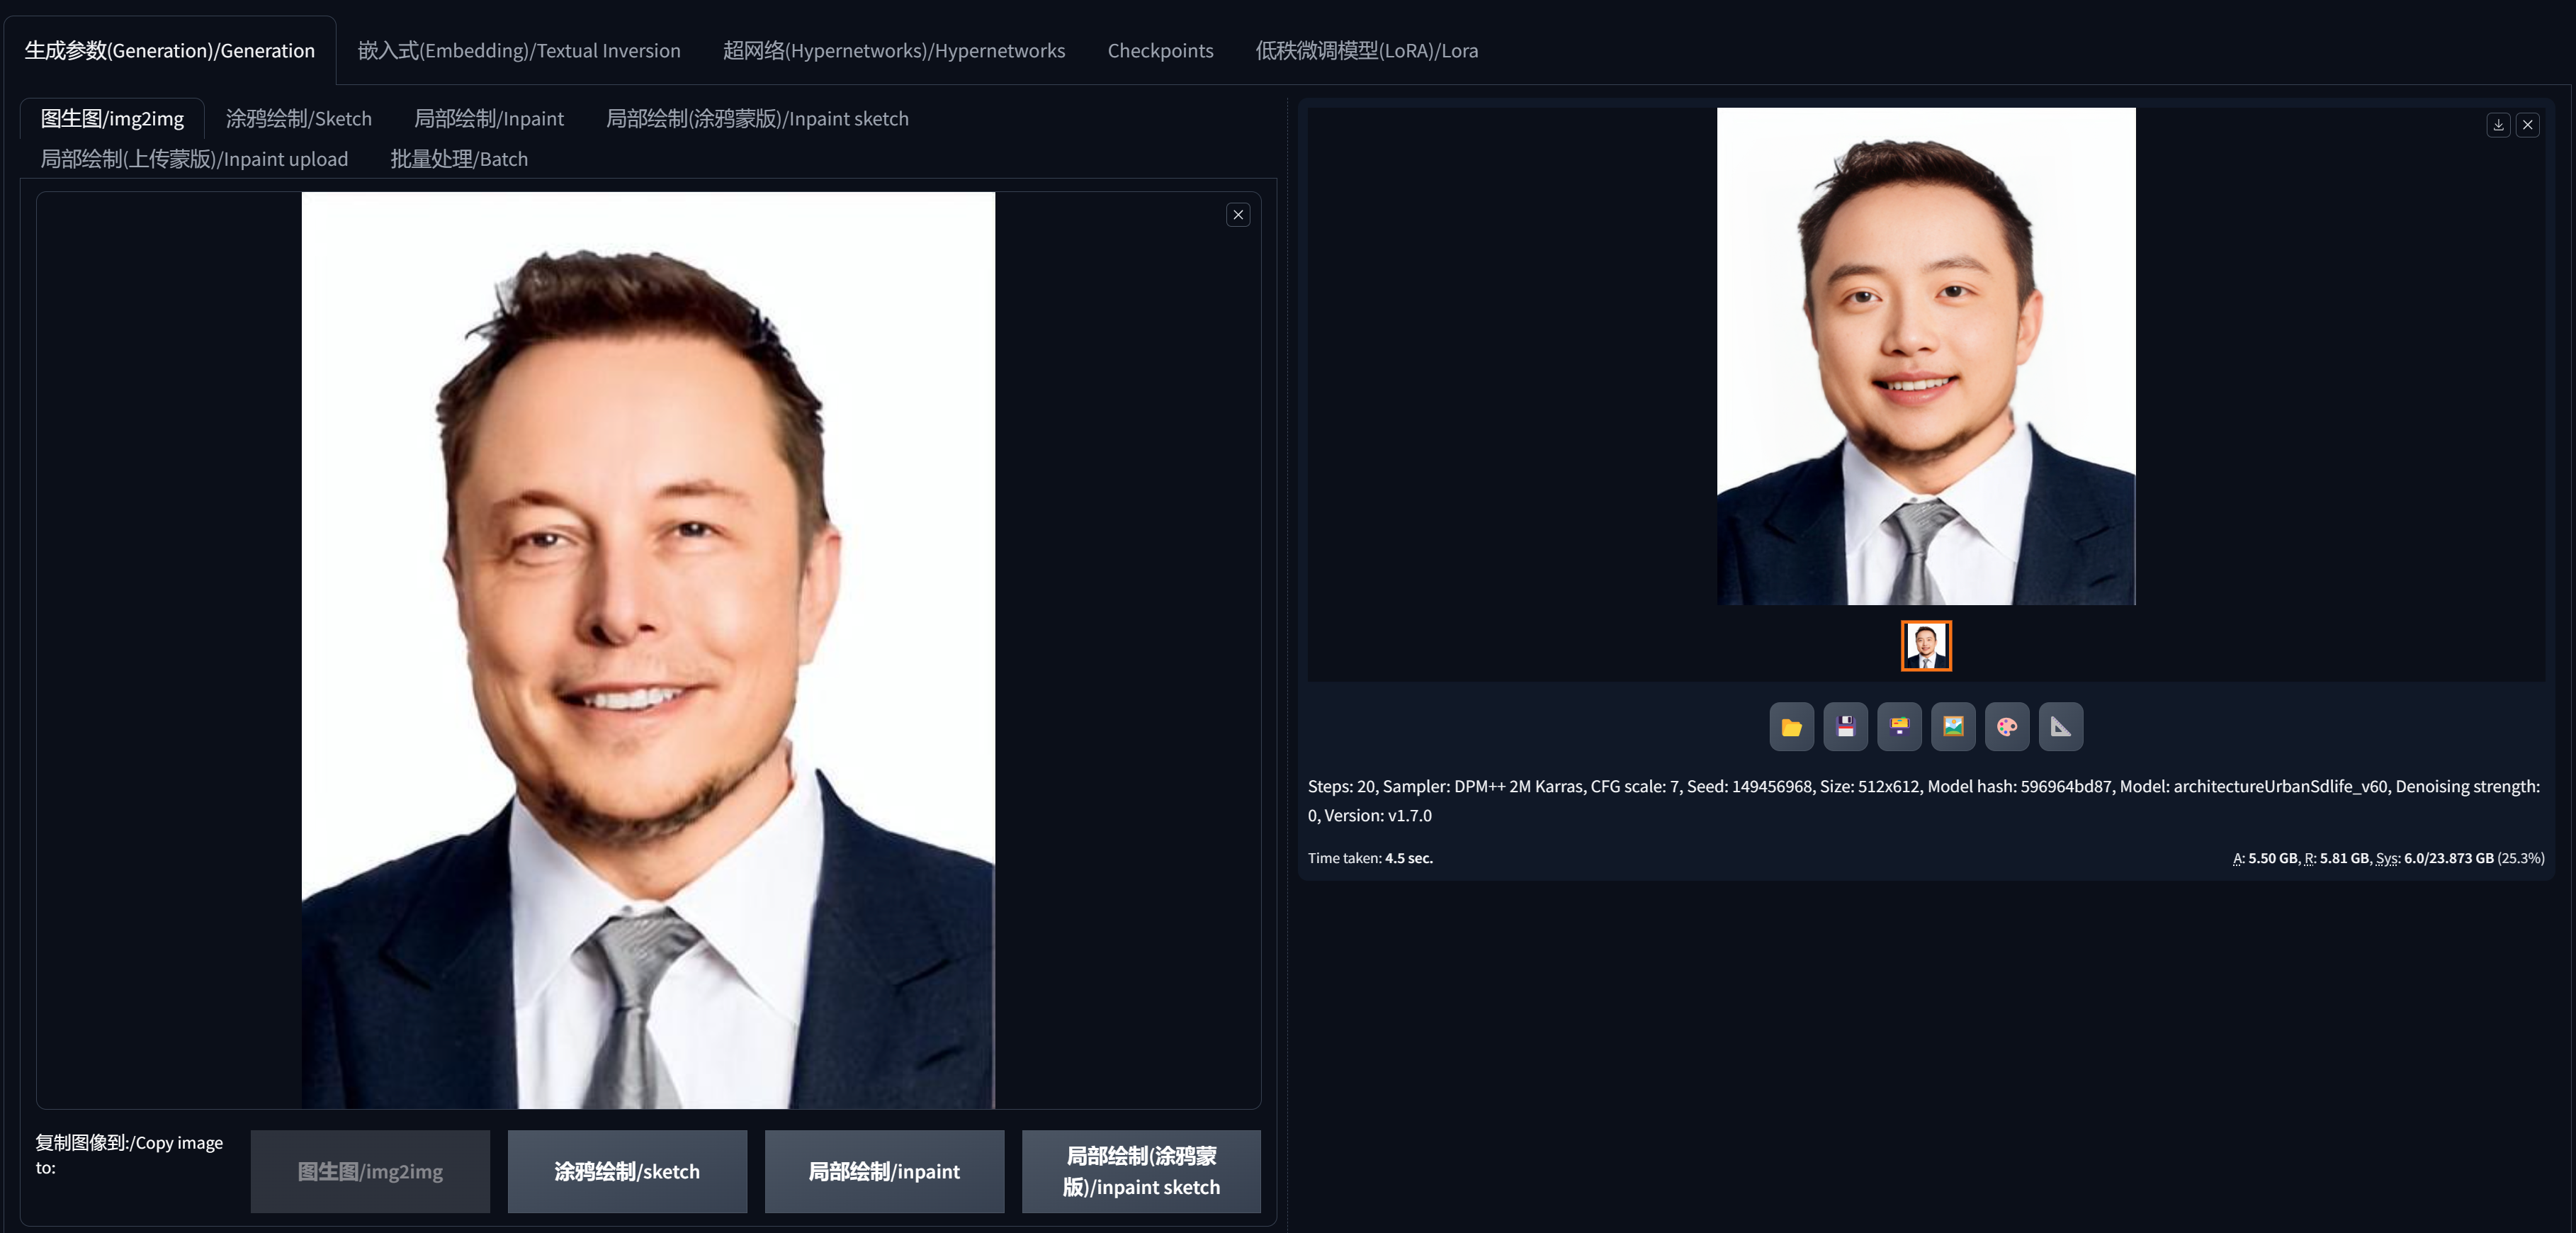 生成参数(Generation)/Generation
嵌入式(Embedding)/Textual Inversion
超网络(Hypernetworks)/Hypernetworks
Checkpoints
低秩微调模型(LoRA)/Lora
图生图/img2img
涂鸦绘制/Sketch
局部绘制/Inpaint
局部绘制(涂鸦蒙版)/Inpaint sketch
局部绘制(上传蒙版)/Inpaint upload
批量处理/Batch
复制图像到:/Copy image
to:
图生图/img2img
涂鸦绘制/sketch
局部绘制/inpaint
局部绘制(涂鸦蒙
版)/inpaint sketch
Steps: 20, Sampler: DPM++ 2M Karras, CFG scale: 7, Seed: 149456968, Size: 512x612, Model hash: 596964bd87, Model: architectureUrbanSdlife_v60, Denoising strength:
0, Version: v1.7.0
Time taken: 4.5 sec.
A: 5.50 GB, R: 5.81 GB, Sys: 6.0/23.873 GB (25.3%)